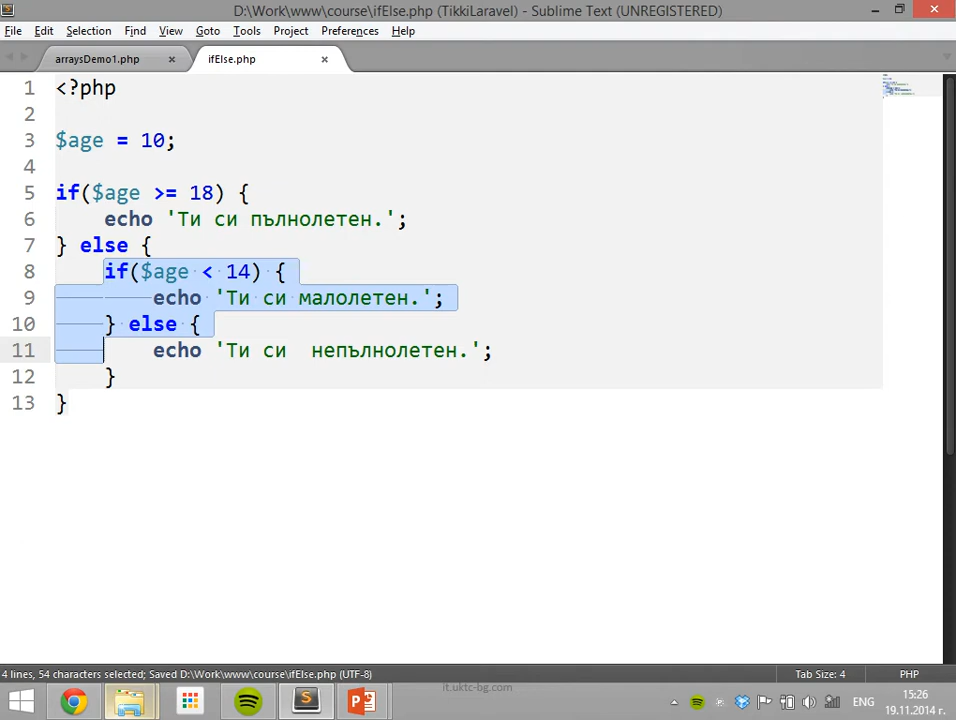 D:\Work\www\course\ifElse.php (TikkiLaravel) - Sublime Text (UNREGISTERED)
File Edit Selection Find View Goto Tools Project Preferences Help
arraysDemo1.php ifElse.php
1 <?php
2
3 $age = 10;
4
5 if($age >= 18) {
6 echo 'Ти си пълнолетен.';
7 } else {
8 if($age < 14) {
9 echo 'Ти си малолетен.';
10 } else {
11 echo 'Ти си  непълнолетен.';
12 }
13 }
4 lines, 54 characters selected; Saved D:\Work\www\course\ifElse.php (UTF-8) Tab Size: 4 PHP
it.uktc-bg.com
ENG 15:26
19.11.2014 г.